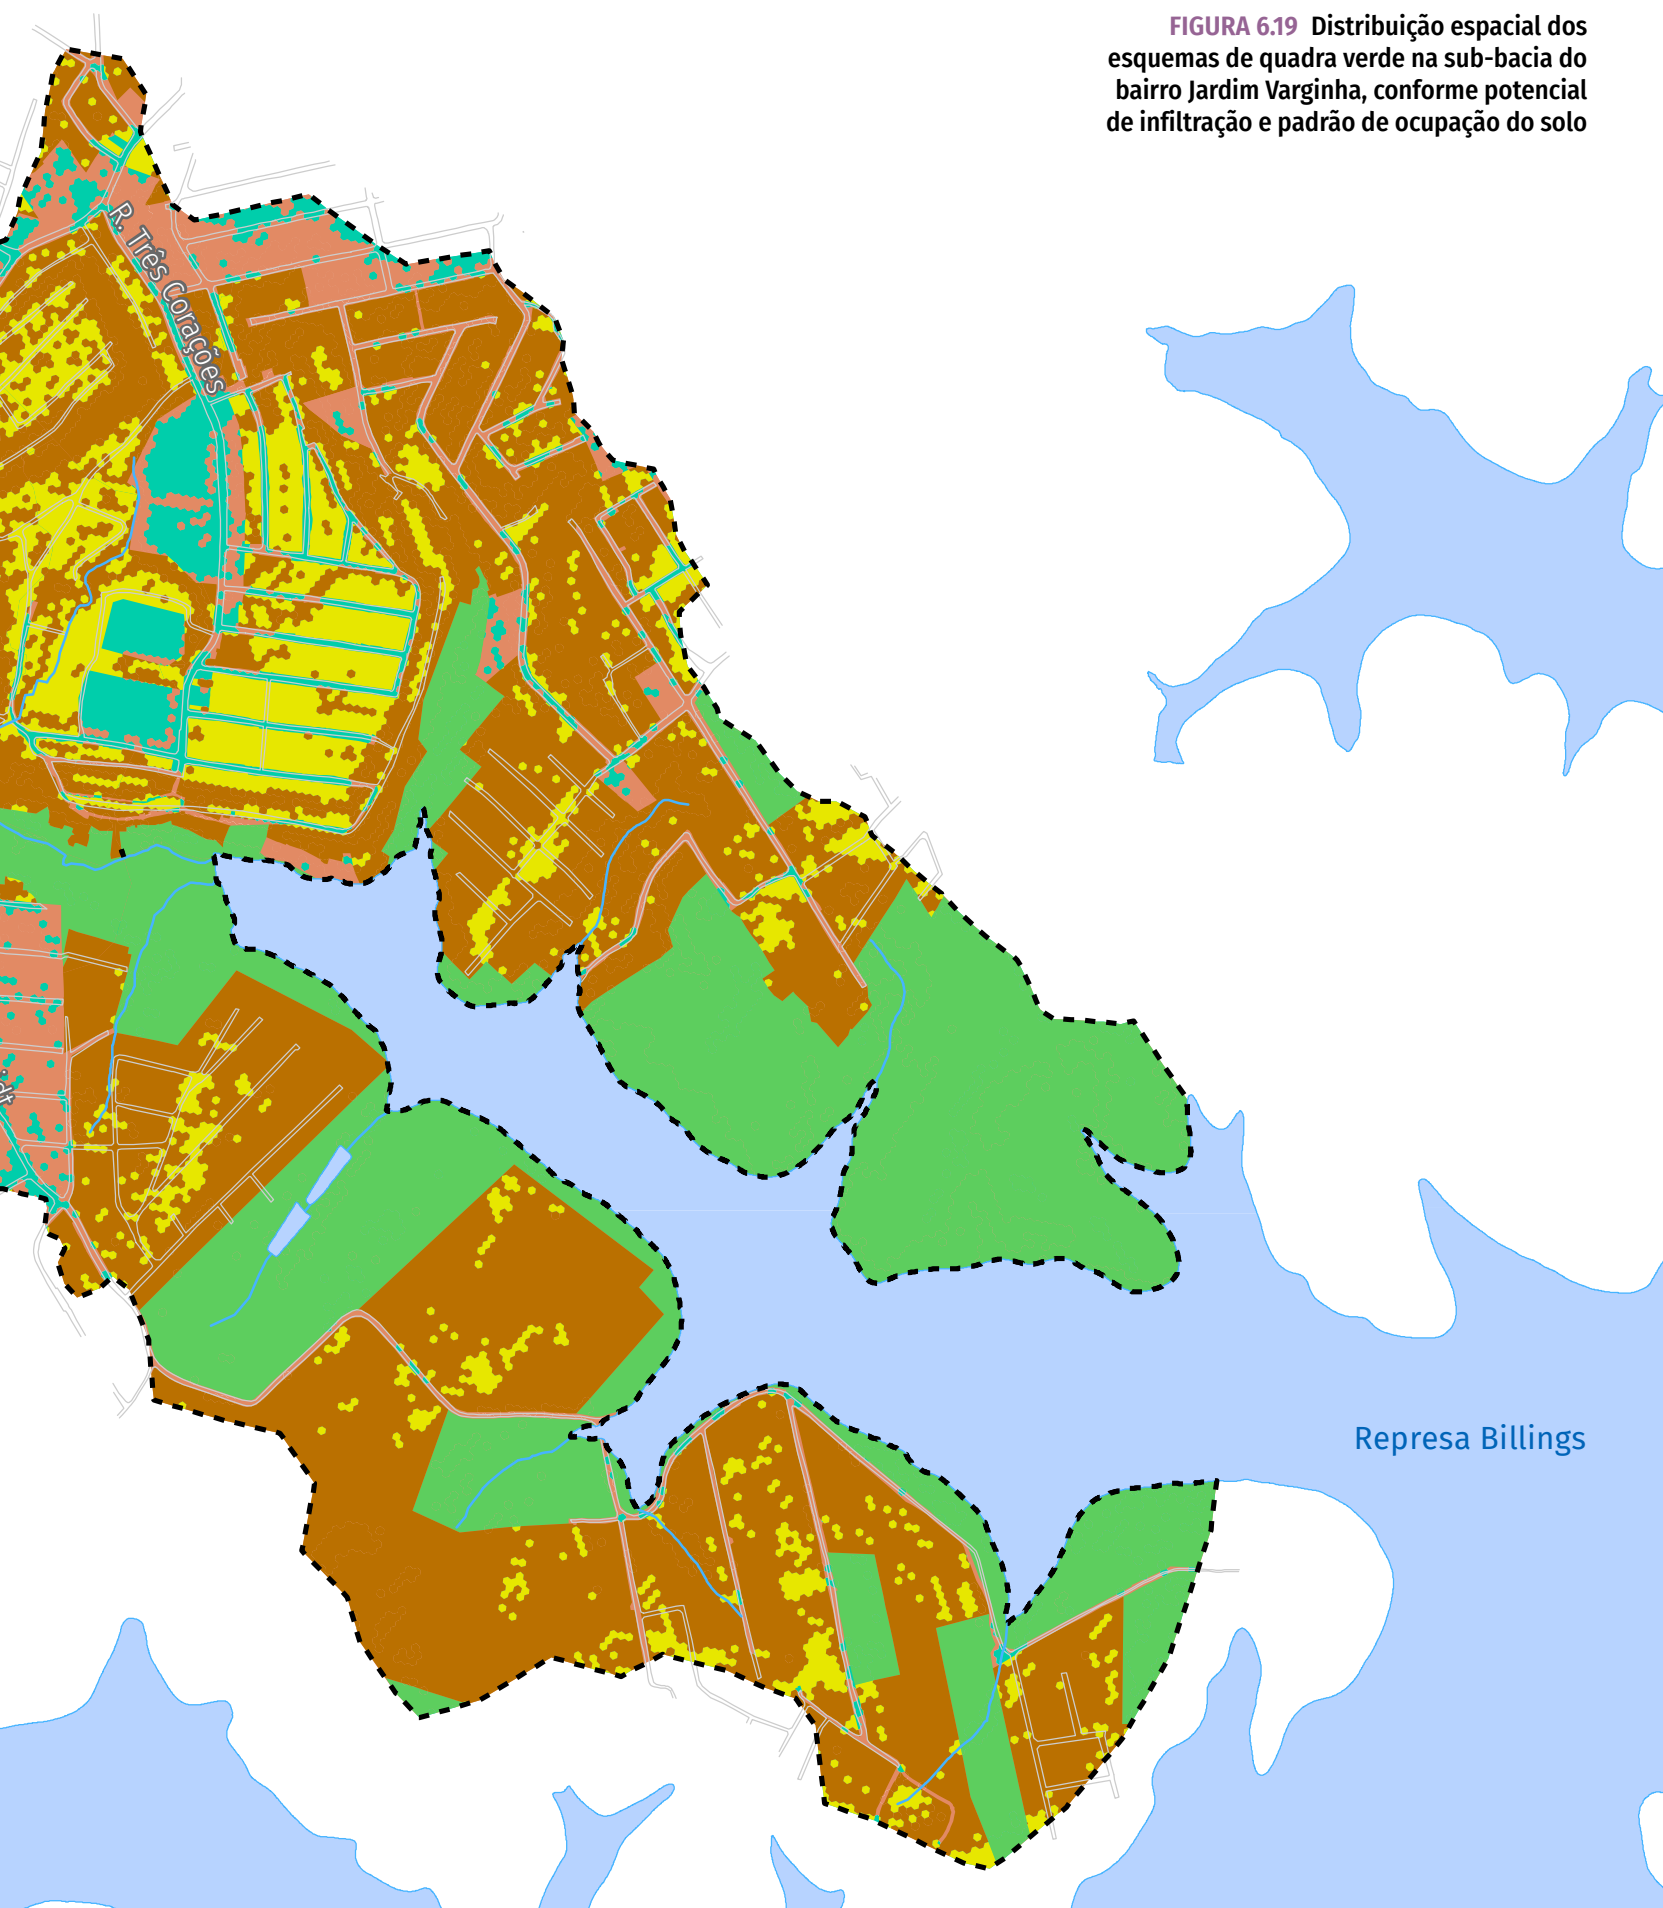 FIGURA 6.19 Distribuição espacial dos
esquemas de quadra verde na sub-bacia do
bairro Jardim Varginha, conforme potencial
de infiltração e padrão de ocupação do solo
R. Três Corações
Represa Billings